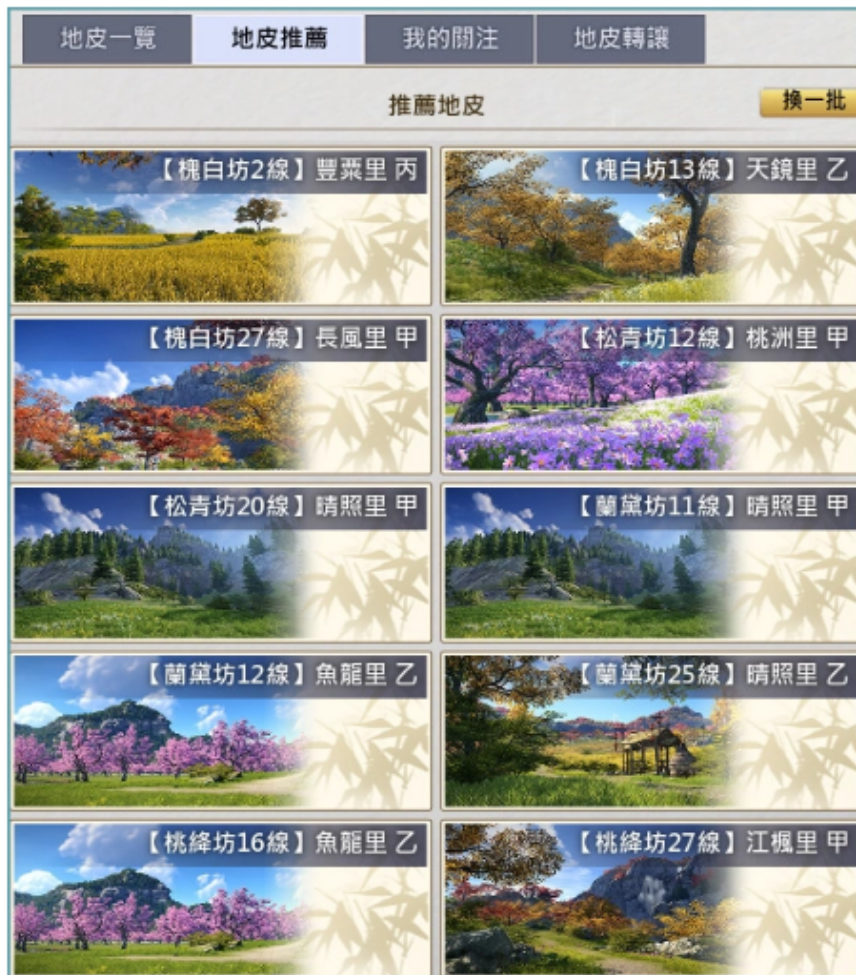 地皮一覽 地皮推薦 我的關注 地皮轉讓
推薦地皮 換一批
【槐白坊2線】豐粟里 丙
【槐白坊13線】天鏡里 乙
【槐白坊27線】長風里 甲
【松青坊12線】桃洲里 甲
【松青坊20線】晴照里 甲
【蘭黛坊11線】晴照里 甲
【蘭黛坊12線】魚龍里 乙
【蘭黛坊25線】晴照里 乙
【桃絳坊16線】魚龍里 乙
【桃絳坊27線】江楓里 甲